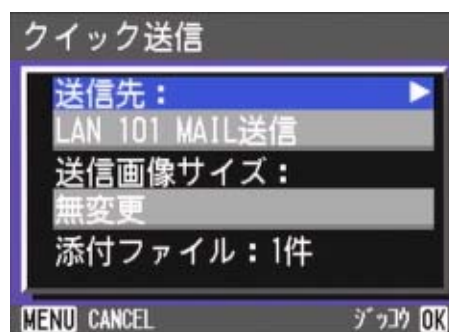 クイック送信
送信先：
LAN 101 MAIL送信
送信画像サイズ：
無変更
添付ファイル：1件
MENU CANCEL ｼﾞｯｺｳ OK